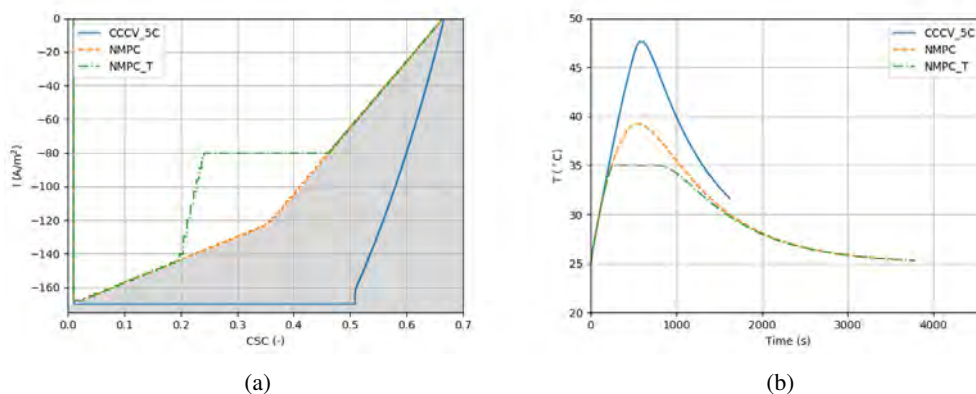 0
−20
−40
−60
−80
−100
−120
−140
−160
I (A/m²)
CCCV_5C
NMPC
NMPC_T
0.0 0.1 0.2 0.3 0.4 0.5 0.6 0.7
CSC (-)
(a)
50
45
40
35
30
25
20
T (°C)
CCCV_5C
NMPC
NMPC_T
0 1000 2000 3000 4000
Time (s)
(b)